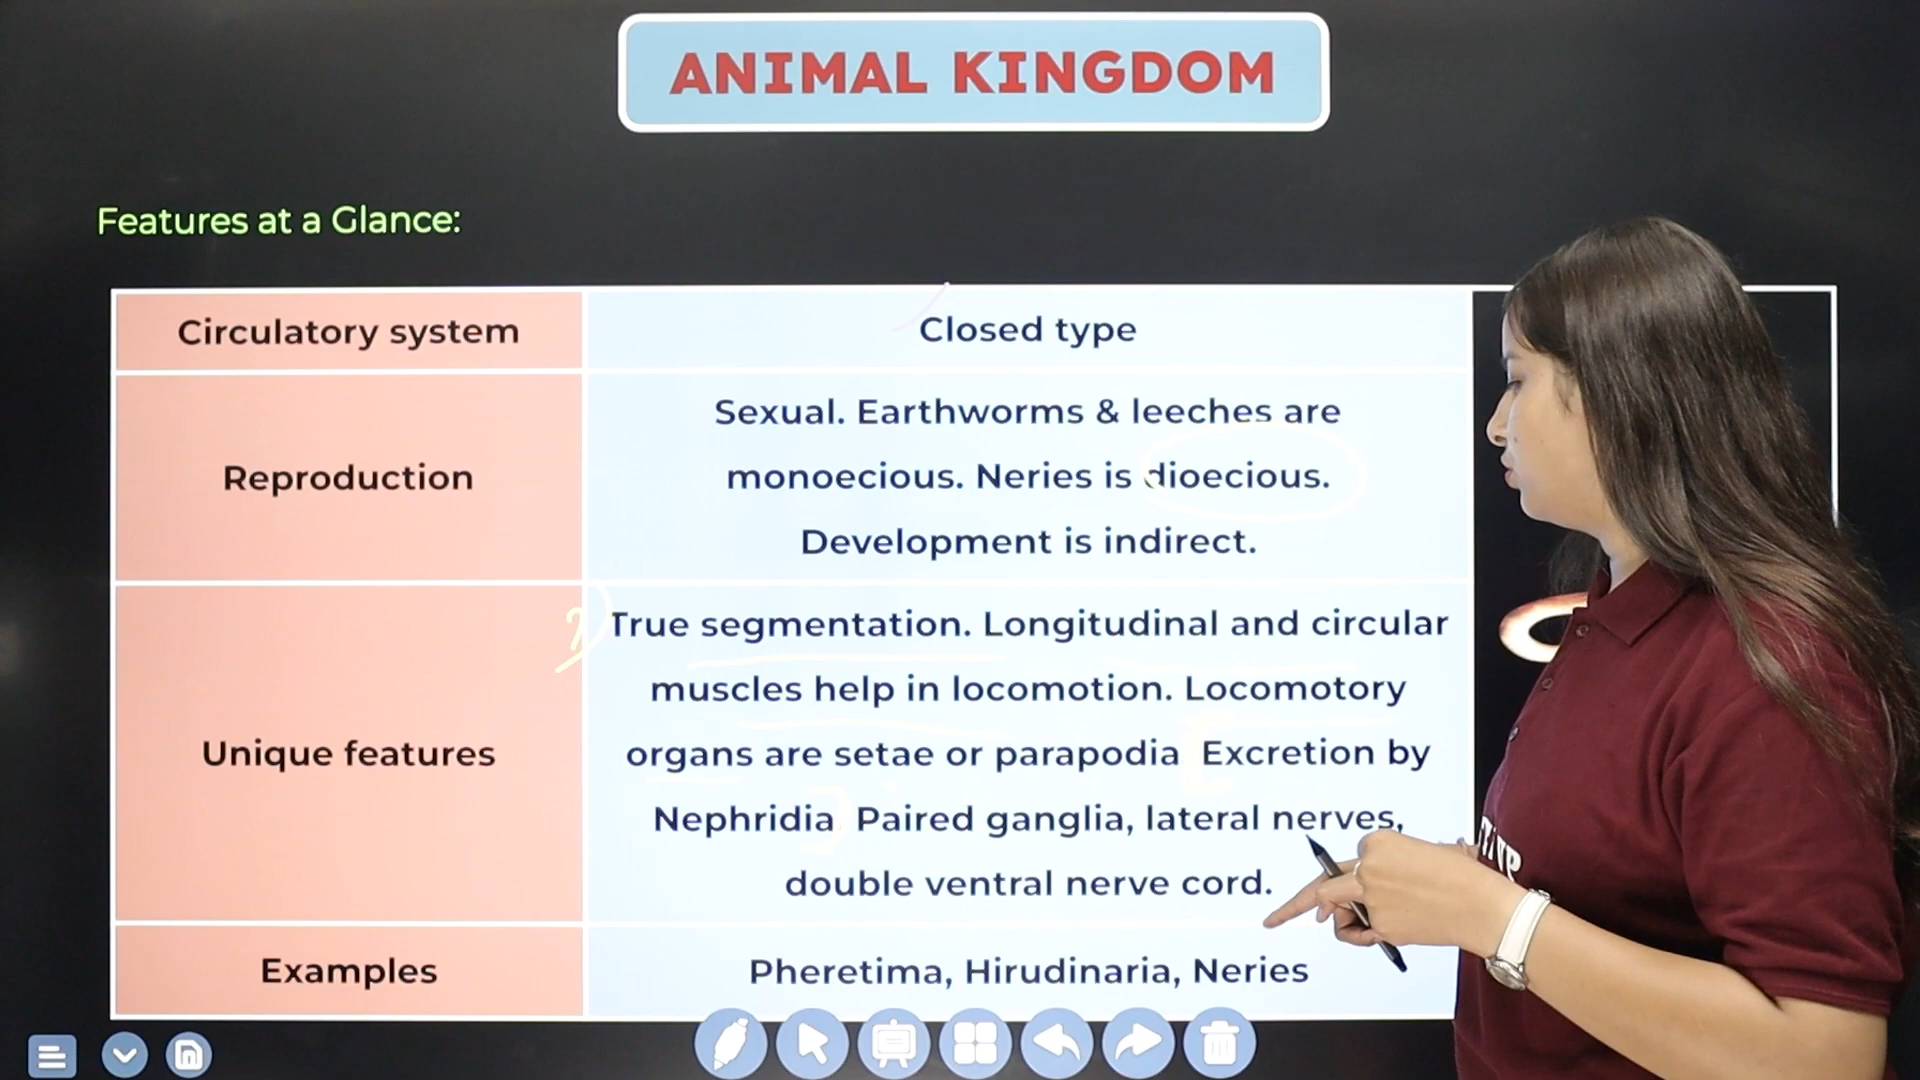 ANIMAL KINGDOM
Features at a Glance:
Circulatory system
Closed type
Reproduction
Sexual. Earthworms & leeches are
monoecious. Neries is dioecious.
Development is indirect.
Unique features
True segmentation. Longitudinal and circular
muscles help in locomotion. Locomotory
organs are setae or parapodia Excretion by
Nephridia Paired ganglia, lateral nerves,
double ventral nerve cord.
Examples
Pheretima, Hirudinaria, Neries